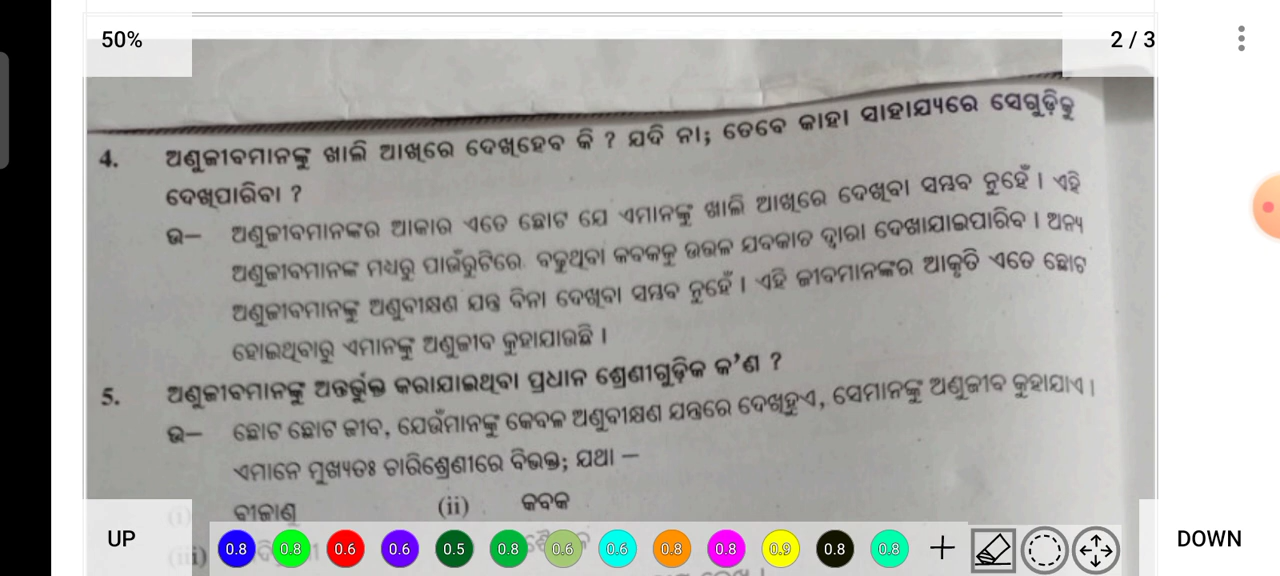 50%
2 / 3
4. ଅଣୁଜୀବମାନଙ୍କୁ ଖାଲି ଆଖିରେ ଦେଖିହେବ କି ? ଯଦି ନା; ତେବେ କାହା ସାହାଯ୍ୟରେ ସେଗୁଡ଼ିକୁ
ଦେଖିପାରିବା ?
ଉ— ଅଣୁଜୀବମାନଙ୍କର ଆକାର ଏତେ ଛୋଟ ଯେ ଏମାନଙ୍କୁ ଖାଲି ଆଖିରେ ଦେଖିବା ସମ୍ଭବ ନୁହେଁ । ଏହି
ଅଣୁଜୀବମାନଙ୍କ ମଧ୍ୟରୁ ପାଉଁରୁଟିରେ ବଢୁଥିବା କବକକୁ ଉତ୍ତଳ ଯବକାଚ ଦ୍ୱାରା ଦେଖାଯାଇପାରିବ । ଅନ୍ୟ
ଅଣୁଜୀବମାନଙ୍କୁ ଅଣୁବୀକ୍ଷଣ ଯନ୍ତ୍ର ବିନା ଦେଖିବା ସମ୍ଭବ ନୁହେଁ । ଏହି ଜୀବମାନଙ୍କର ଆକୃତି ଏତେ ଛୋଟ
ହୋଇଥିବାରୁ ଏମାନଙ୍କୁ ଅଣୁଜୀବ କୁହାଯାଉଛି ।
5. ଅଣୁଜୀବମାନଙ୍କୁ ଅନ୍ତର୍ଭୁକ୍ତ କରାଯାଇଥିବା ପ୍ରଧାନ ଶ୍ରେଣୀଗୁଡ଼ିକ କ'ଣ ?
ଉ— ଛୋଟ ଛୋଟ ଜୀବ, ଯେଉଁମାନଙ୍କୁ କେବଳ ଅଣୁବୀକ୍ଷଣ ଯନ୍ତ୍ରରେ ଦେଖିହୁଏ, ସେମାନଙ୍କୁ ଅଣୁଜୀବ କୁହାଯାଏ ।
ଏମାନେ ମୁଖ୍ୟତଃ ଚାରିଶ୍ରେଣୀରେ ବିଭକ୍ତ; ଯଥା —
(i) ବୀଜାଣୁ (ii) କବକ
(iii)
UP
0.8 0.8 0.6 0.6 0.5 0.8 0.6 0.6 0.8 0.8 0.9 0.8 0.8
DOWN